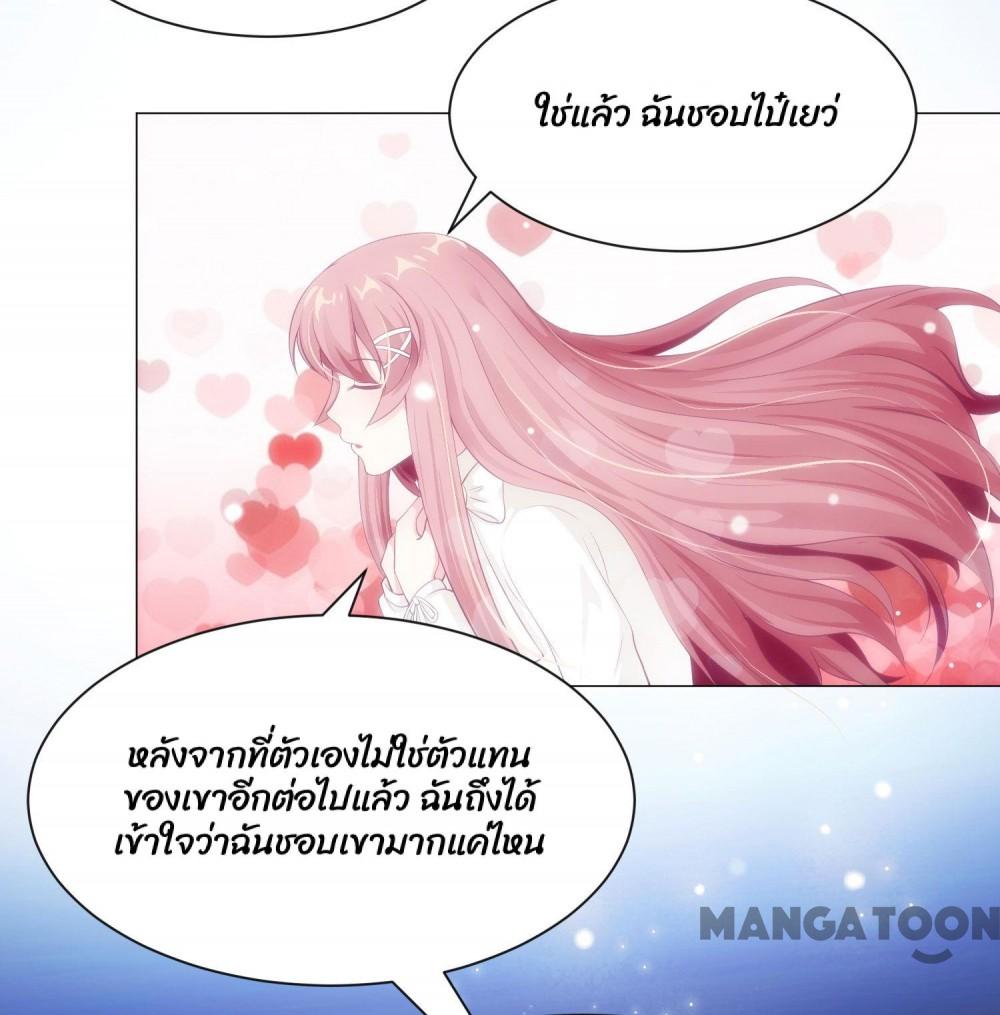 ใช่แล้ว ฉันชอบไป๋เยว่
หลังจากที่ตัวเองไม่ใช่ตัวแทน
ของเขาอีกต่อไปแล้ว ฉันถึงได้
เข้าใจว่าฉันชอบเขามากแค่ไหน
MANGATOON